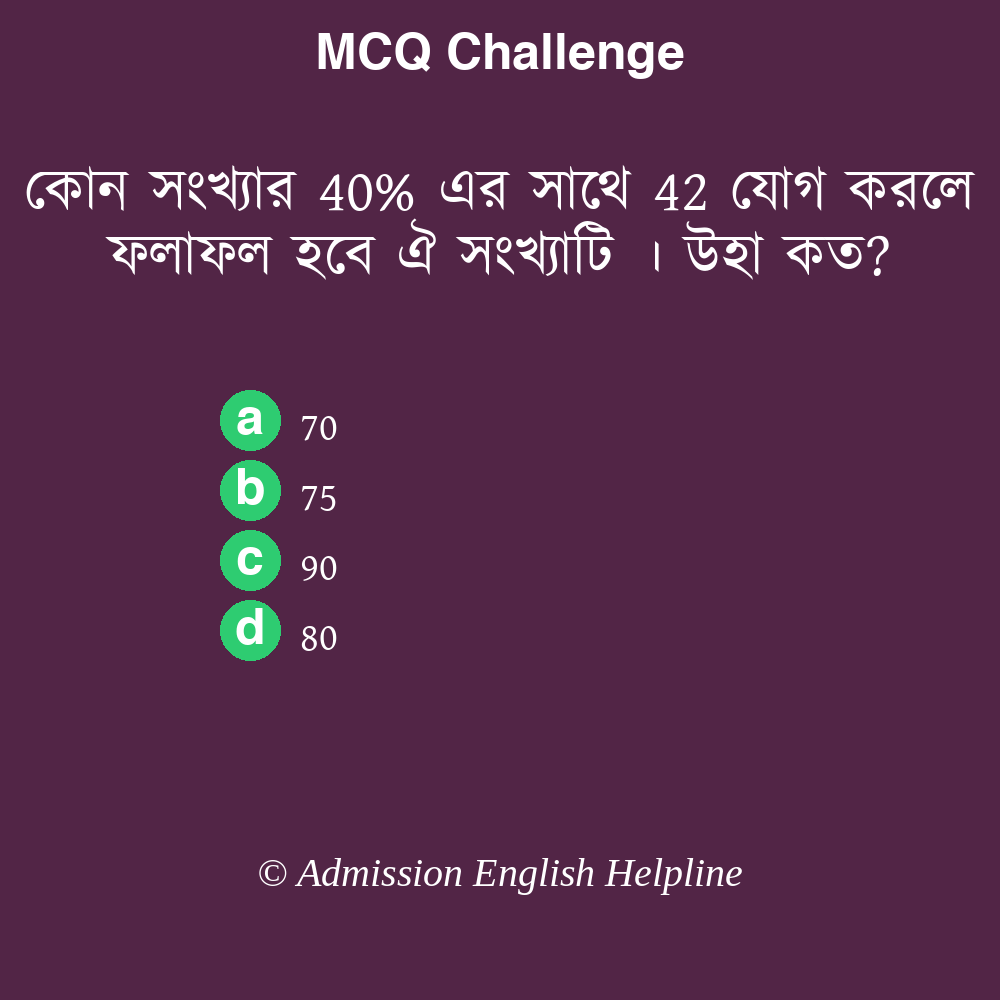 MCQ Challenge
কোন সংখ্যার 40% এর সাথে 42 যোগ করলে
ফলাফল হবে ঐ সংখ্যাটি । উহা কত?
a 70
b 75
c 90
d 80
© Admission English Helpline